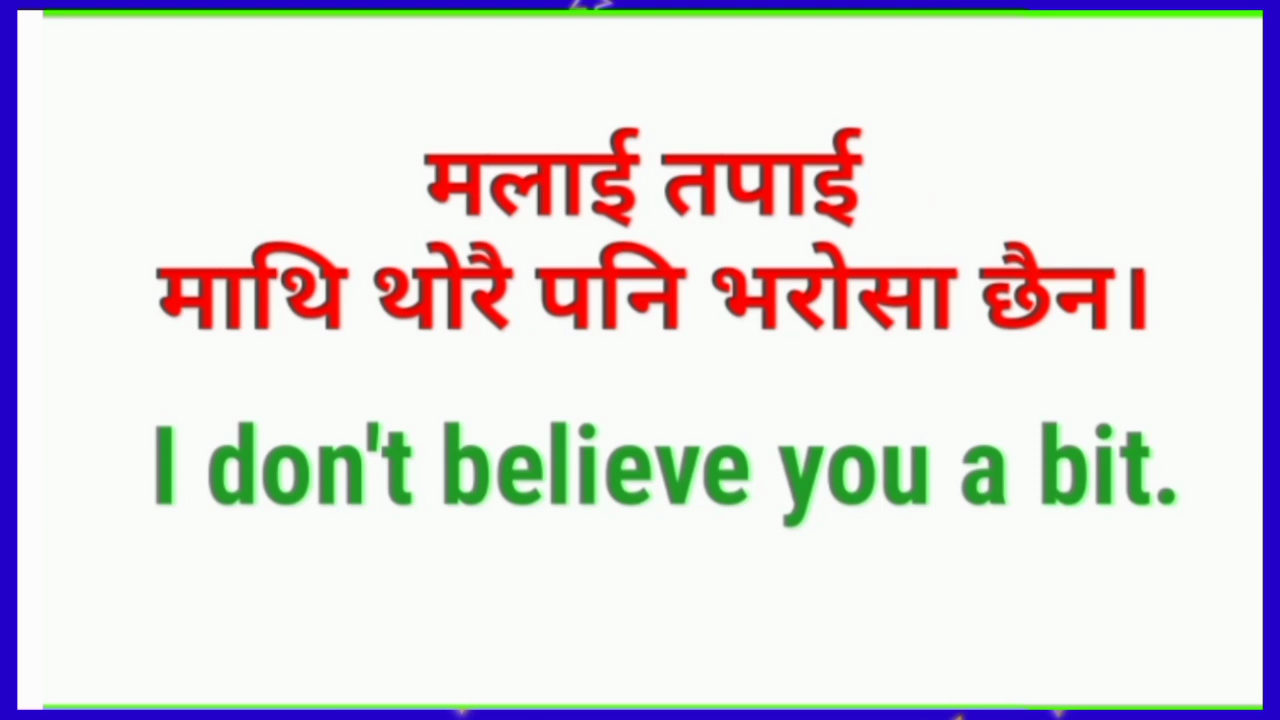 मलाई तपाई
माथि थोरै पनि भरोसा छैन।
I don't believe you a bit.